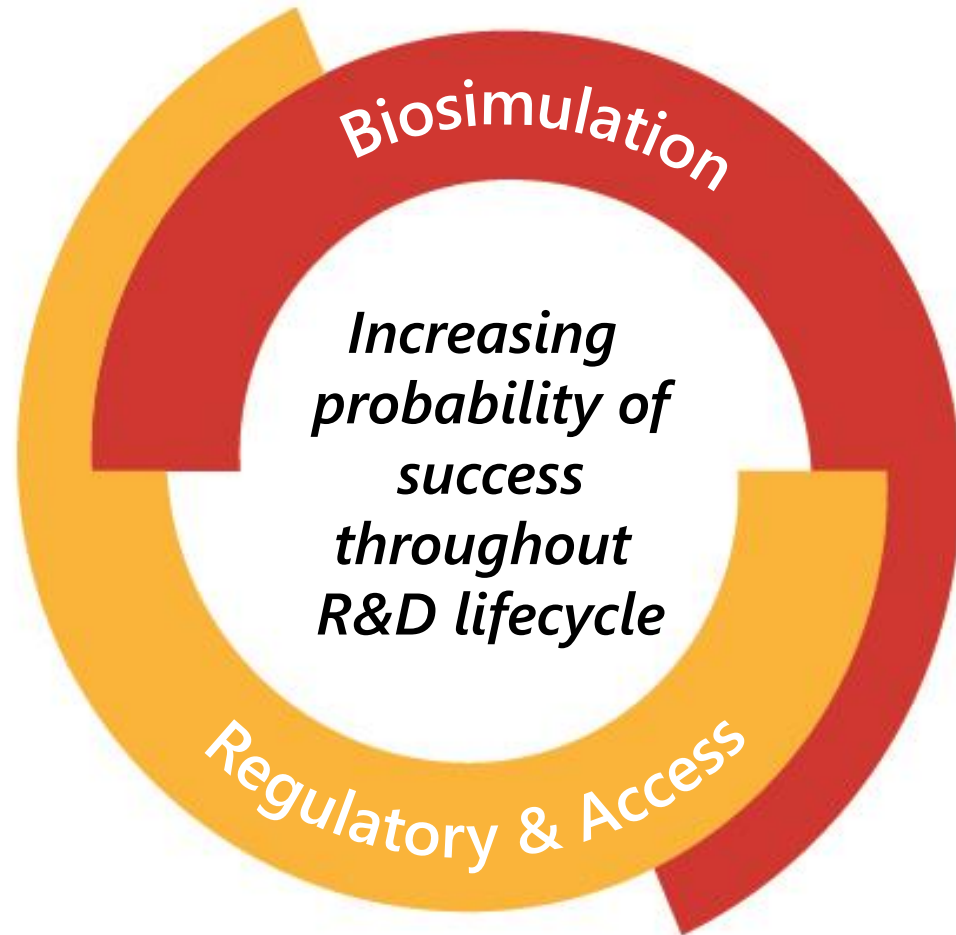 Biosimulation
Increasing
probability of
success
throughout
R&D lifecycle
Regulatory & Access